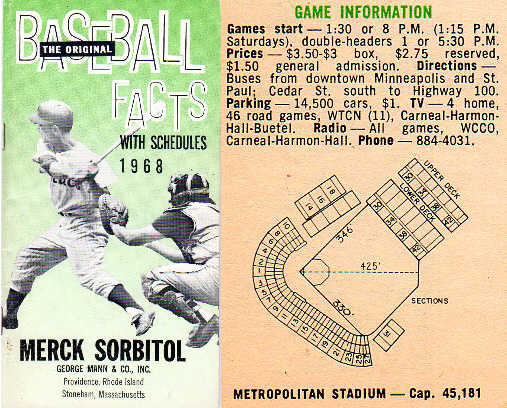 THE ORIGINAL
BASEBALL
FACTS
WITH SCHEDULES
1968
MERCK SORBITOL
GEORGE MANN & CO., INC.
Providence, Rhode Island
Stoneham, Massachusetts
GAME INFORMATION
Games start — 1:30 or 8 P.M. (1:15 P.M.
Saturdays), double-headers 1 or 5:30 P.M.
Prices — $3.50-$3 box, $2.75 reserved,
$1.50 general admission. Directions —
Buses from downtown Minneapolis and St.
Paul; Cedar St. south to Highway 100.
Parking — 14,500 cars, $1. TV — 4 home,
46 road games, WTCN (11), Carneal-Harmon-
Hall-Buetel. Radio — All games, WCCO,
Carneal-Harmon-Hall. Phone — 884-4031.
UPPER DECK
LOWER DECK
346
425'
330'
SECTIONS
METROPOLITAN STADIUM — Cap. 45,181